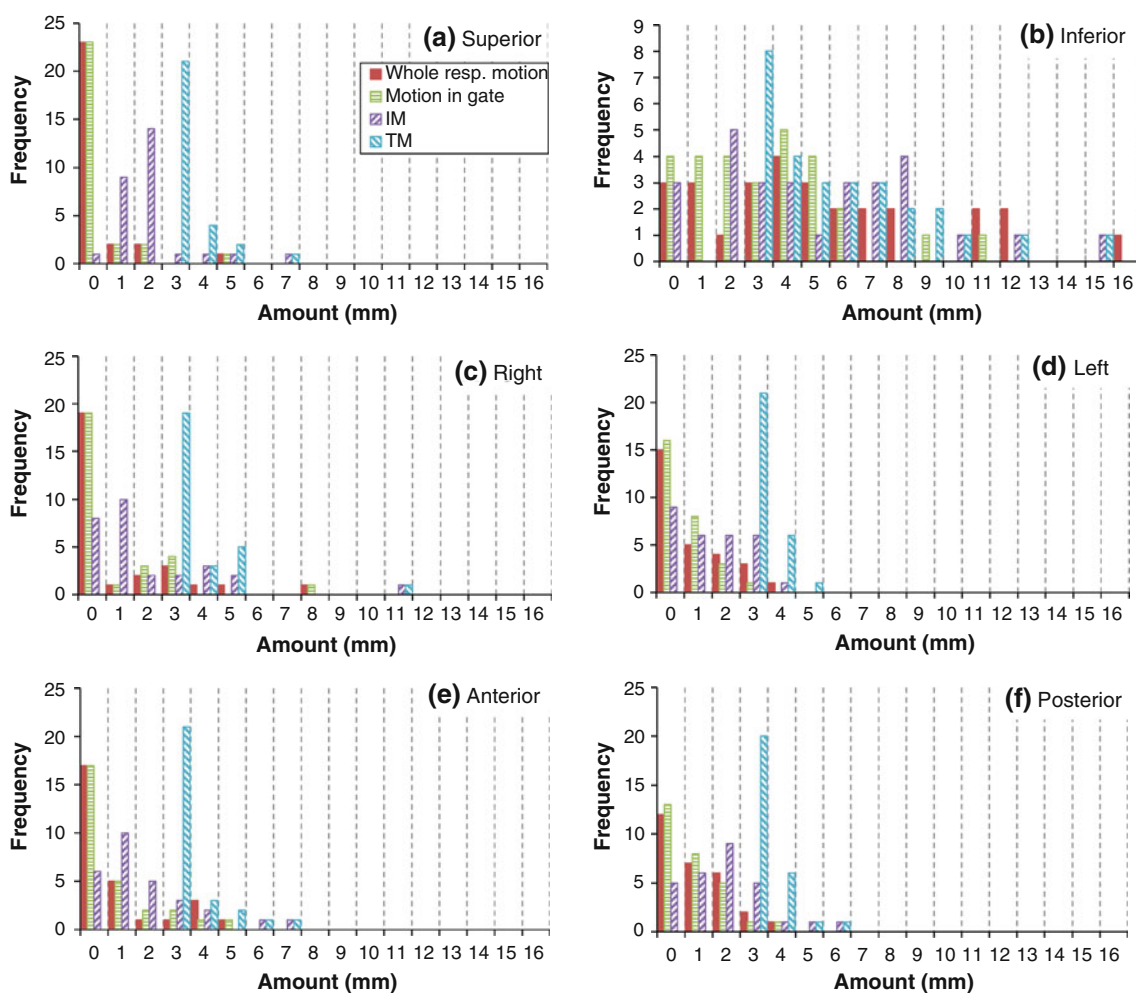 (a) Superior
Frequency
25
20
15
10
5
0
Whole resp. motion
Motion in gate
IM
TM
0 1 2 3 4 5 6 7 8 9 10 11 12 13 14 15 16
Amount (mm)
(b) Inferior
Frrequency
9
8
7
6
5
4
3
2
1
0
0 1 2 3 4 5 6 7 8 9 10 11 12 13 14 15 16
Amount (mm)
(c) Right
Frequency
25
20
15
10
5
0
0 1 2 3 4 5 6 7 8 9 10 11 12 13 14 15 16
Amount (mm)
(d) Left
Frequency
25
20
15
10
5
0
0 1 2 3 4 5 6 7 8 9 10 11 12 13 14 15 16
Amount (mm)
(e) Anterior
Frequency
25
20
15
10
5
0
0 1 2 3 4 5 6 7 8 9 10 11 12 13 14 15 16
Amount (mm)
(f) Posterior
Frequency
25
20
15
10
5
0
0 1 2 3 4 5 6 7 8 9 10 11 12 13 14 15 16
Amount (mm)